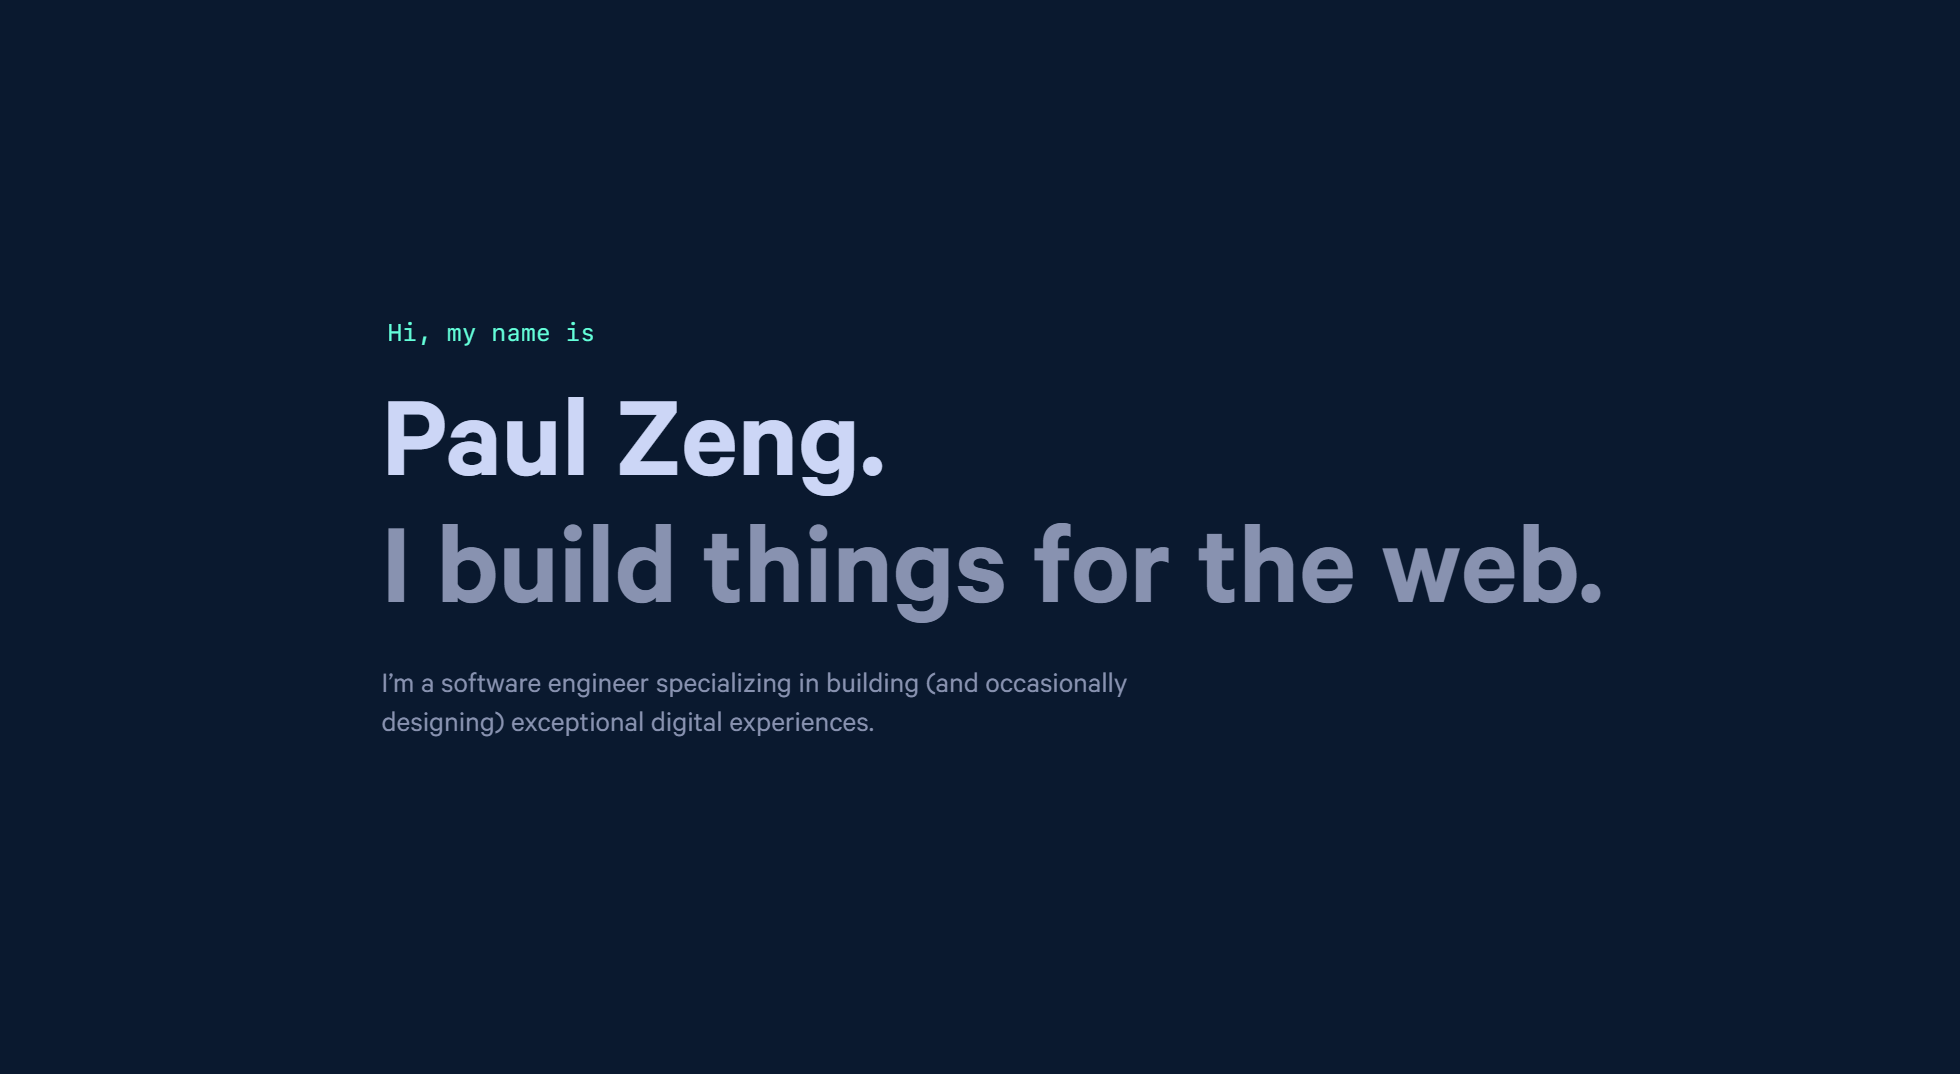 Hi, my name is
Paul Zeng.
I build things for the web.
I’m a software engineer specializing in building (and occasionally
designing) exceptional digital experiences.